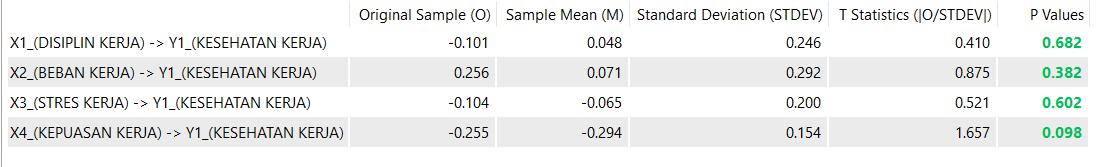 Original Sample (O) Sample Mean (M) Standard Deviation (STDEV) T Statistics (|O/STDEV|) P Values
X1_(DISIPLIN KERJA) -> Y1_(KESEHATAN KERJA) -0.101 0.048 0.246 0.410 0.682
X2_(BEBAN KERJA) -> Y1_(KESEHATAN KERJA) 0.256 0.071 0.292 0.875 0.382
X3_(STRES KERJA) -> Y1_(KESEHATAN KERJA) -0.104 -0.065 0.200 0.521 0.602
X4_(KEPUASAN KERJA) -> Y1_(KESEHATAN KERJA) -0.255 -0.294 0.154 1.657 0.098